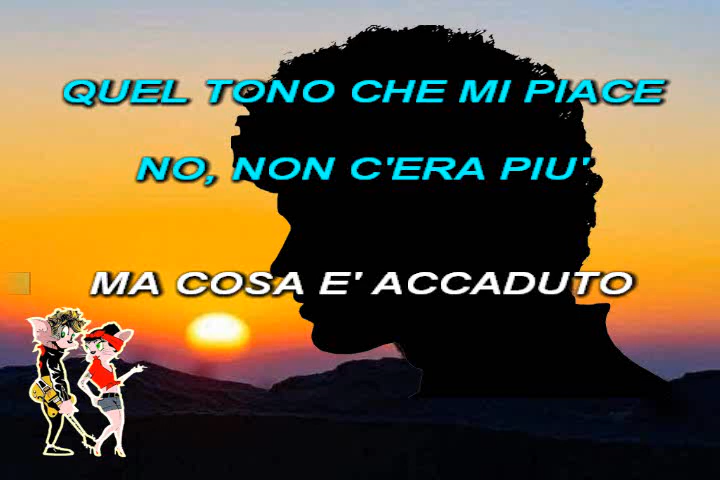 QUEL TONO CHE MI PIACE
NO, NON C'ERA PIU'
MA COSA E' ACCADUTO